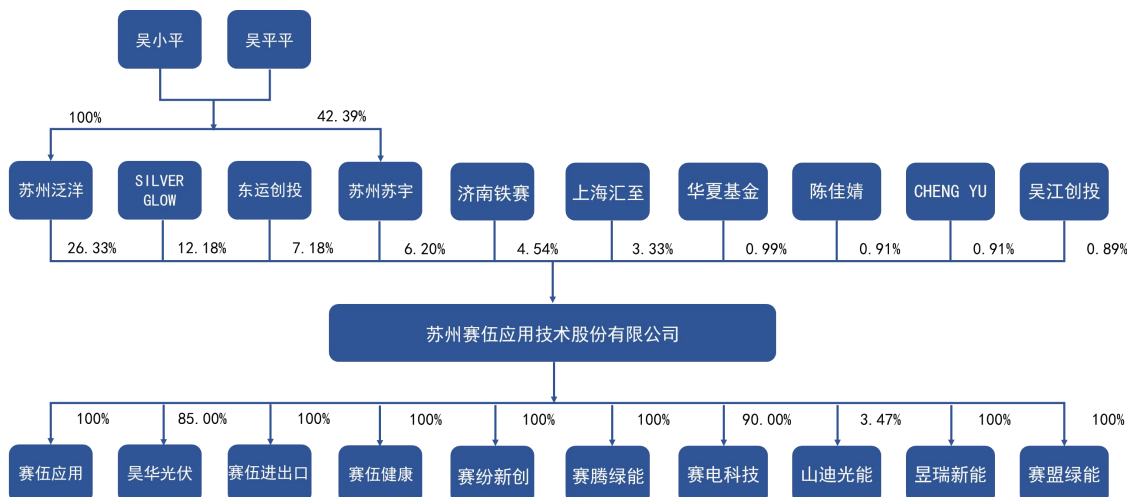 吴小平
吴平平
100%
42.39%
苏州泛洋
SILVER
GLOW
东运创投
苏州苏宇
济南铁赛
上海汇至
华夏基金
陈佳婧
CHENG YU
吴江创投
26.33%
12.18%
7.18%
6.20%
4.54%
3.33%
0.99%
0.91%
0.91%
0.89%
苏州赛伍应用技术股份有限公司
100%
85.00%
100%
100%
100%
100%
90.00%
3.47%
100%
100%
赛伍应用
昊华光伏
赛伍进出口
赛伍健康
赛纷新创
赛腾绿能
赛电科技
山迪光能
昱瑞新能
赛盟绿能